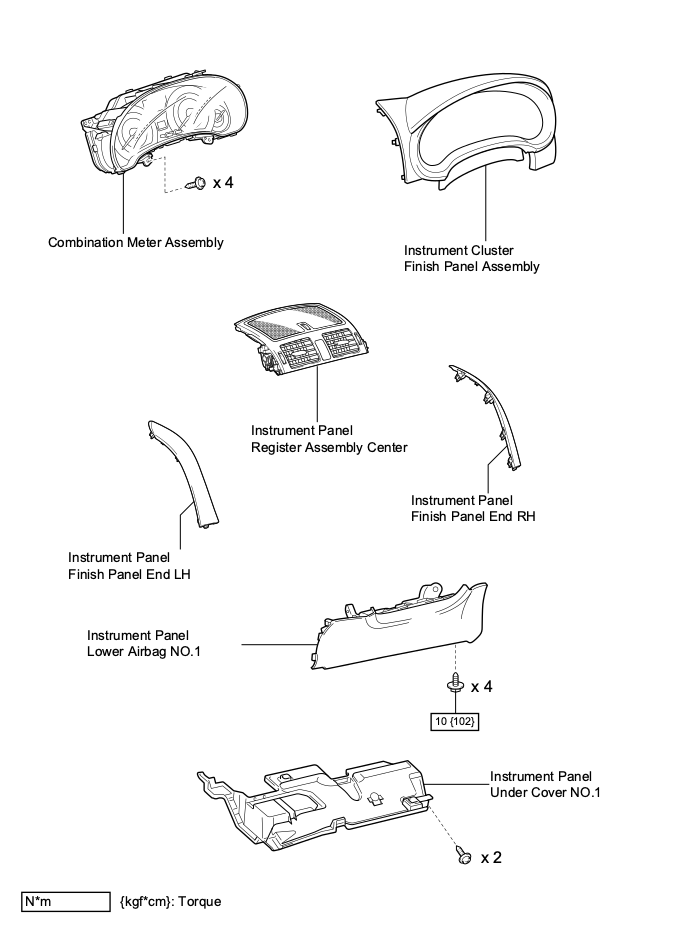 x 4
Combination Meter Assembly
Instrument Cluster
Finish Panel Assembly
Instrument Panel
Register Assembly Center
Instrument Panel
Finish Panel End RH
Instrument Panel
Finish Panel End LH
Instrument Panel
Lower Airbag NO.1
x 4
10 {102}
Instrument Panel
Under Cover NO.1
x 2
N*m {kgf*cm}: Torque